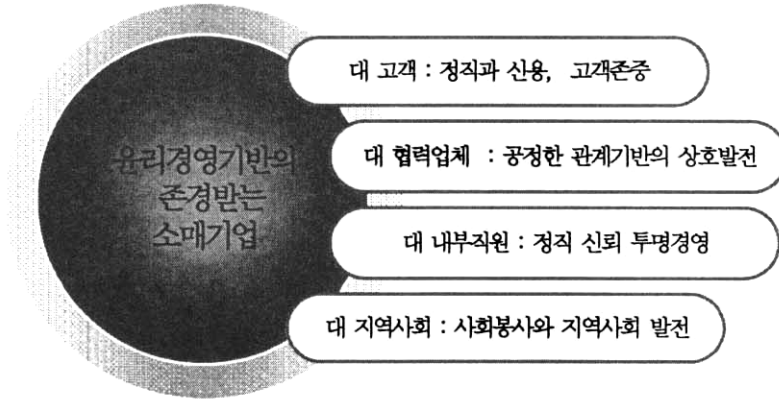 윤리경영기반의
존경받는
소매기업
대 고객 : 정직과 신용, 고객존중
대 협력업체 : 공정한 관계기반의 상호발전
대 내부직원 : 정직 신뢰 투명경영
대 지역사회 : 사회봉사와 지역사회 발전